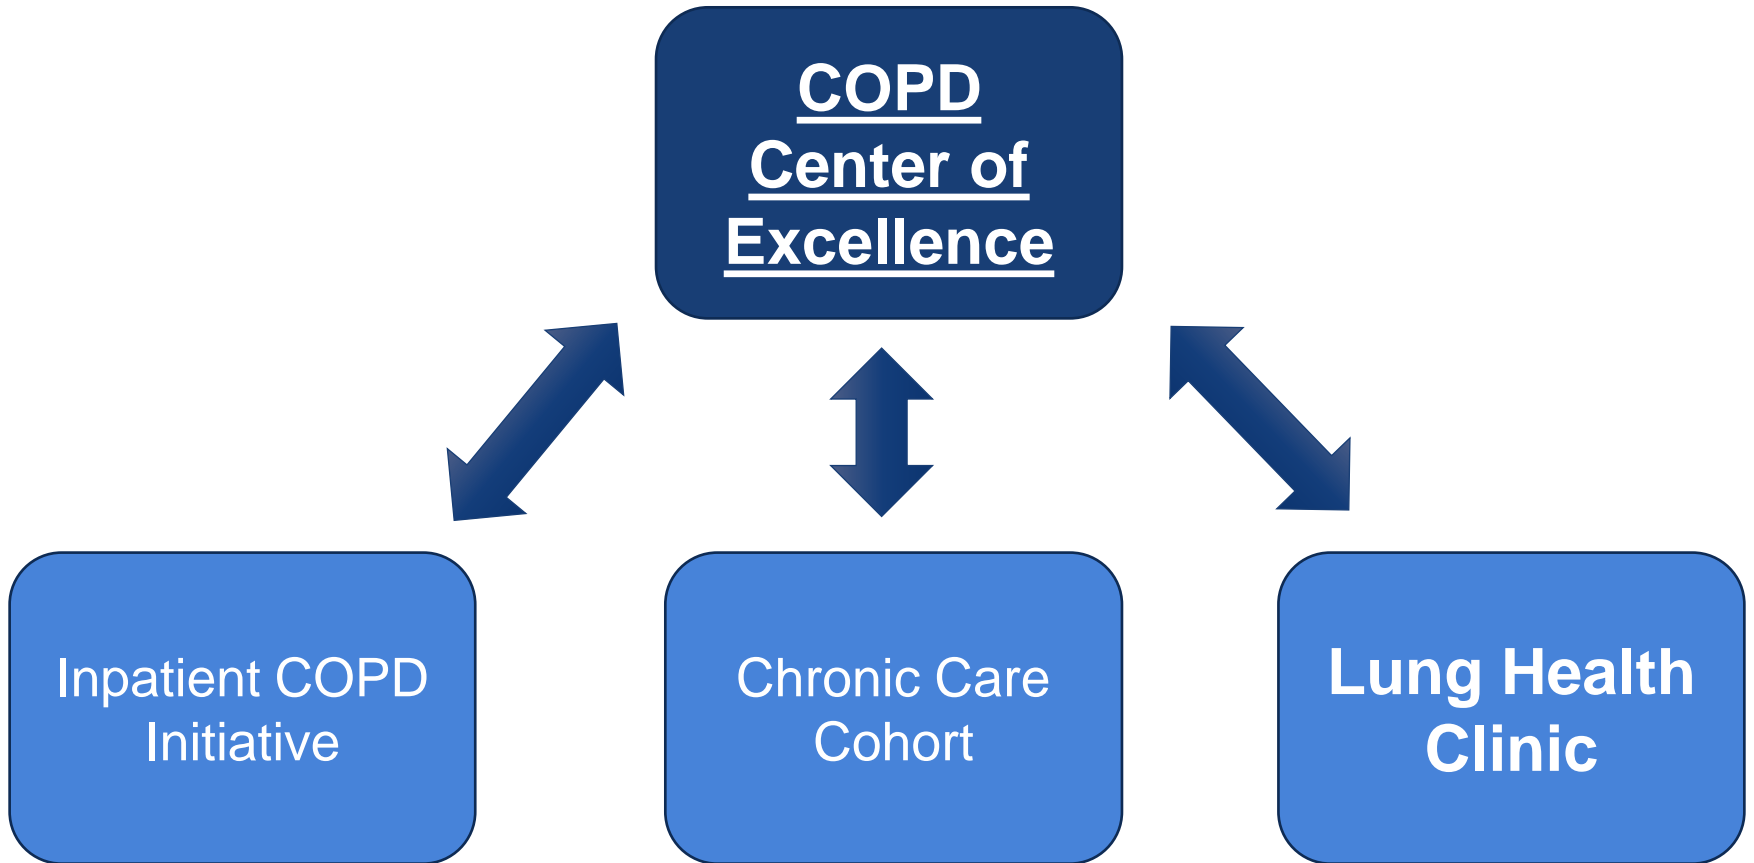 COPD
Center of
Excellence
Inpatient COPD
Initiative
Chronic Care
Cohort
Lung Health
Clinic